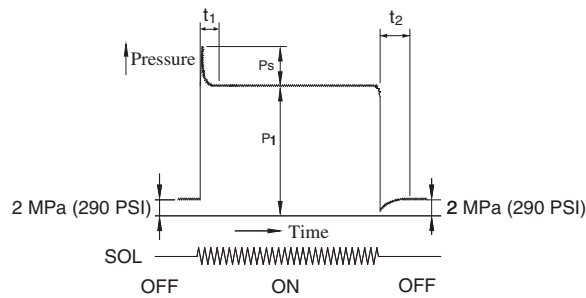 t1
t2
Pressure
Ps
P1
2 MPa (290 PSI)
2 MPa (290 PSI)
Time
SOL
OFF
ON
OFF